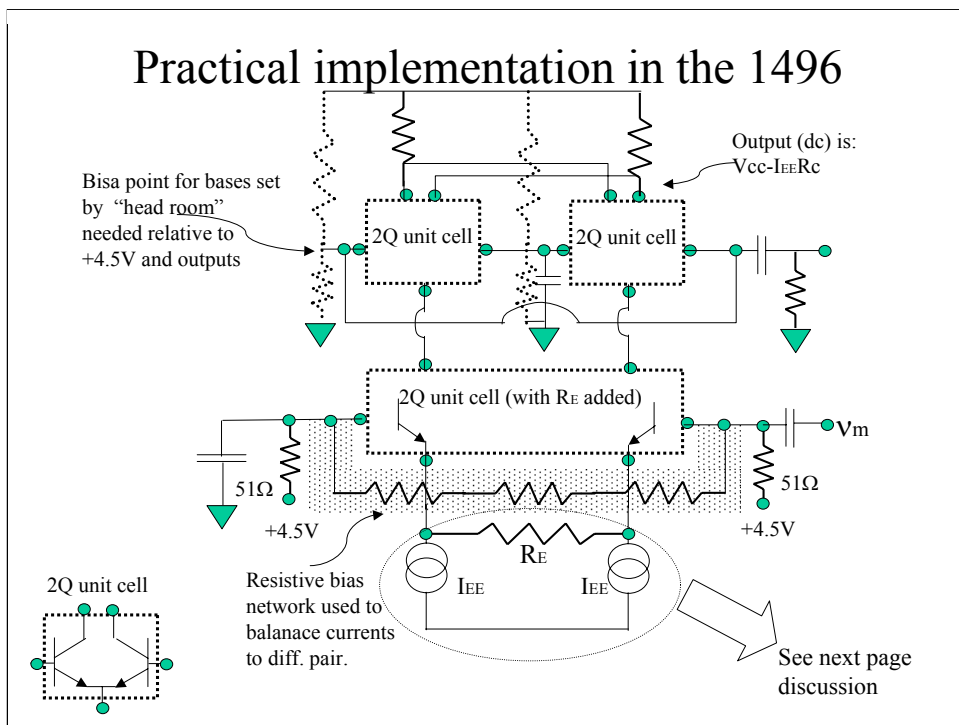 Practical implementation in the 1496
Output (dc) is:
Vcc-IEERc
Bisa point for bases set
by “head room”
needed relative to
+4.5V and outputs
2Q unit cell
2Q unit cell
2Q unit cell (with RE added)
νm
51Ω
+4.5V
51Ω
+4.5V
RE
IEE
IEE
Resistive bias
network used to
balanace currents
to diff. pair.
2Q unit cell
See next page
discussion